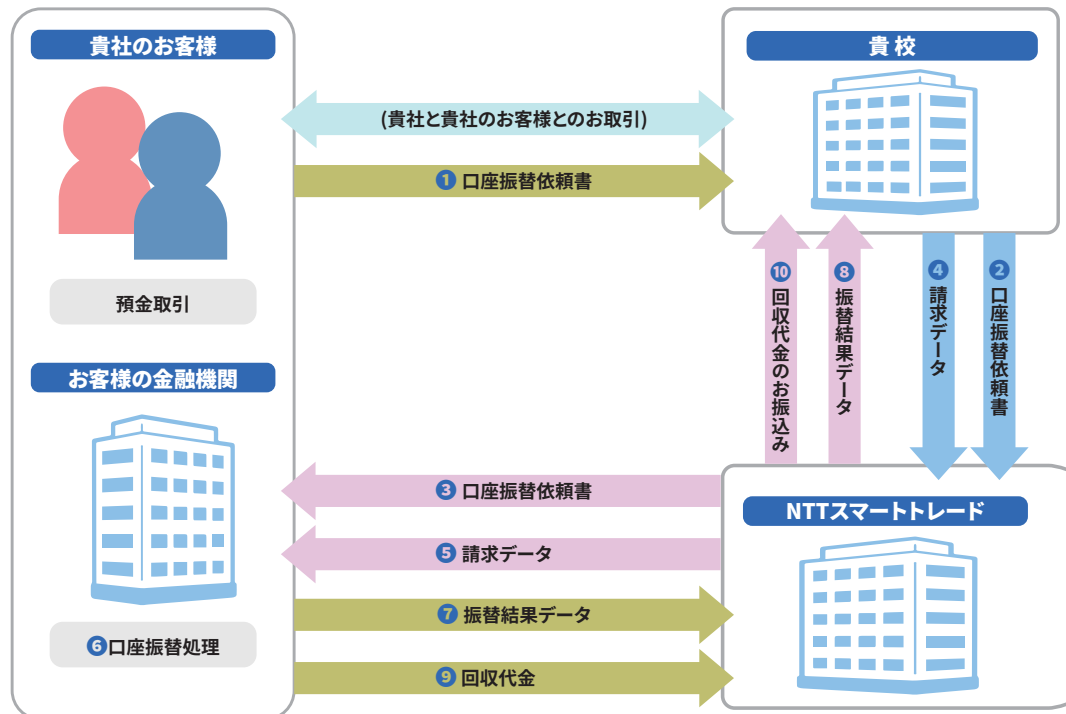 貴社のお客様
預金取引
お客様の金融機関
❻口座振替処理
貴校
(貴社と貴社のお客様とのお取引)
❶ 口座振替依頼書
❿ 回収代金のお振込み
❽ 振替結果データ
❹ 請求データ
❷ 口座振替依頼書
❸ 口座振替依頼書
❺ 請求データ
❼ 振替結果データ
❾ 回収代金
NTTスマートトレード